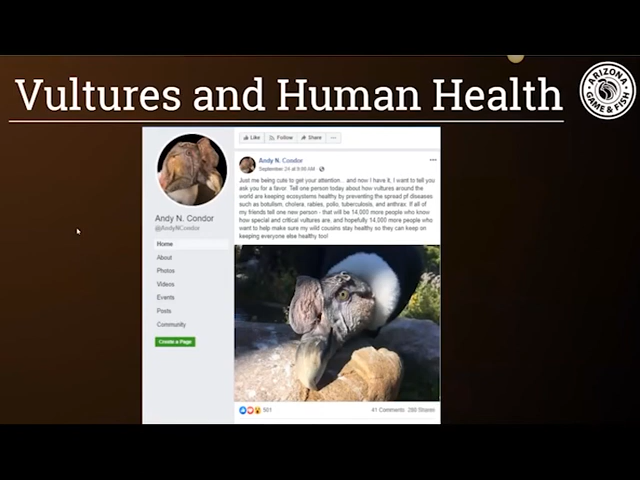 Vultures and Human Health
ARIZONA
GAME & FISH
Like Follow Share ...
Andy N. Condor
September 24 at 8:99 AM
Just me being cute to get your attention... and now I have it, I want to tell you
ask you for a favor. Tell one person today about how vultures around the
world are keeping ecosystems healthy by preventing the spread pf diseases
such as botulism, cholera, rabies, polio, tuberculosis, and anthrax. If all of
my friends tell one new person - that will be 14,000 more people who know
how special and critical vultures are, and hopefully 14,000 more people who
want to help make sure my wild cousins stay healthy so they can keep on
keeping everyone else healthy too!
Andy N. Condor
@AndyNCondor
Home
About
Photos
Videos
Events
Posts
Community
Create a Page
501
41 Comments 280 Shares